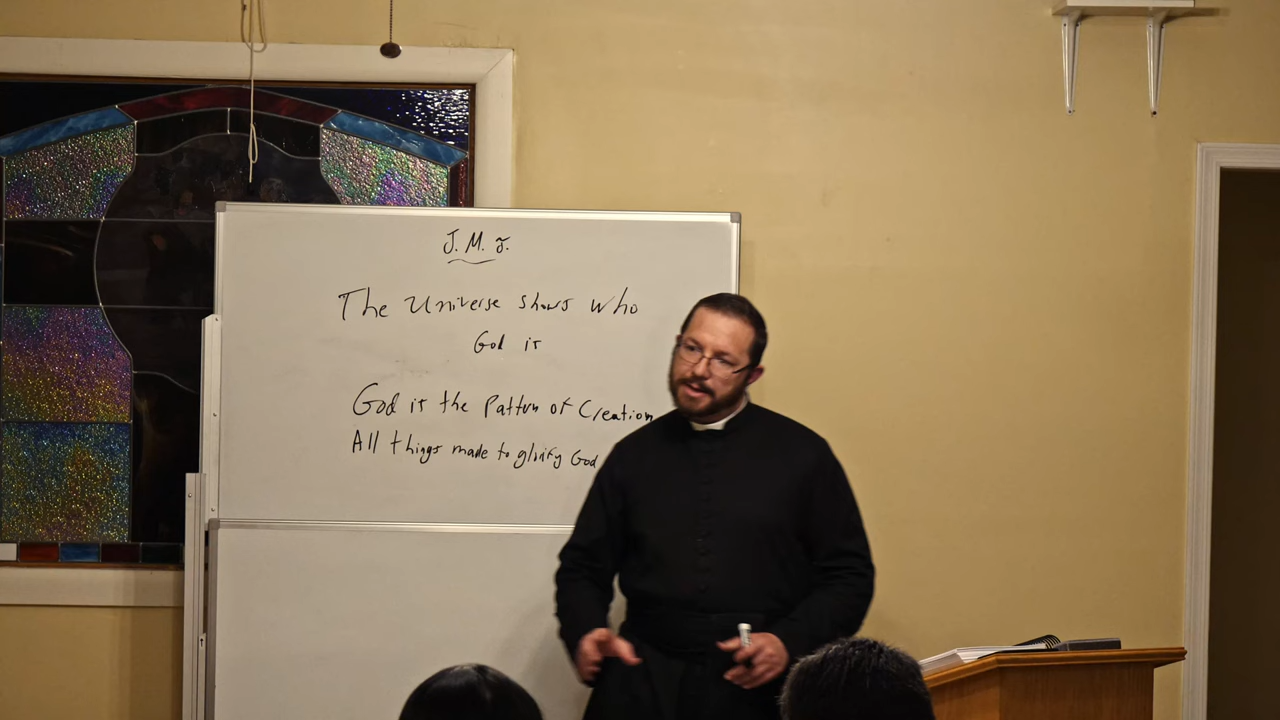 J. M. J.
The Universe shows Who
God is
God is the Pattern of Creation
All things made to glorify God